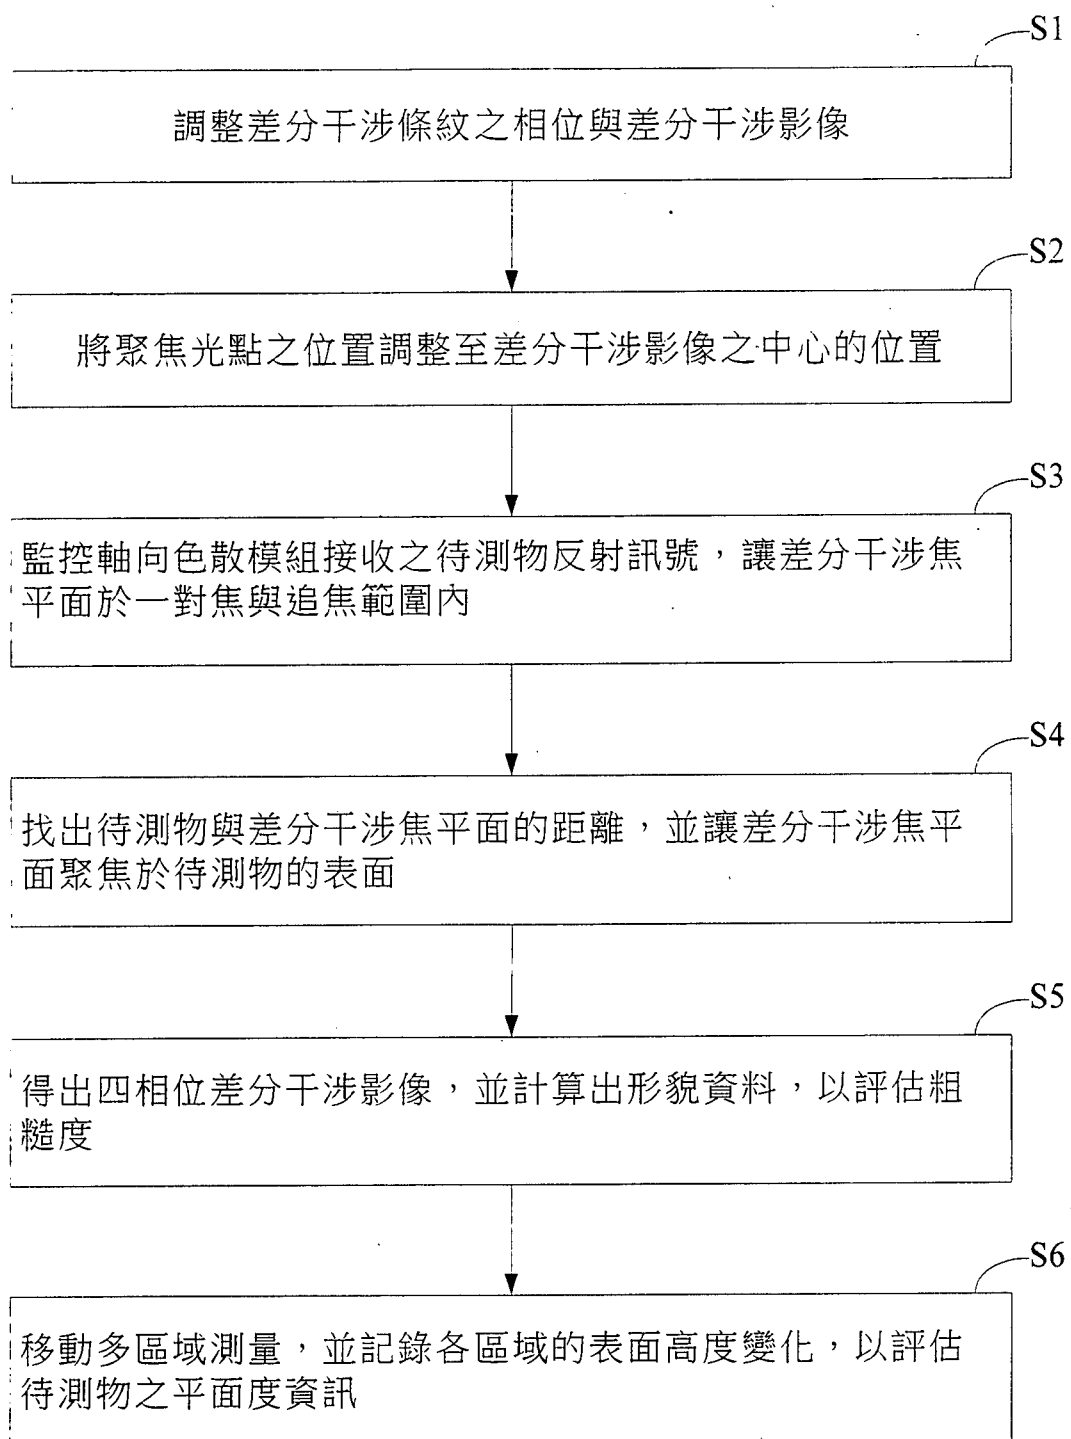 S1
調整差分干涉條紋之相位與差分干涉影像
S2
將聚焦光點之位置調整至差分干涉影像之中心的位置
S3
監控軸向色散模組接收之待測物反射訊號，讓差分干涉焦
平面於一對焦與追焦範圍內
S4
找出待測物與差分干涉焦平面的距離，並讓差分干涉焦平
面聚焦於待測物的表面
S5
得出四相位差分干涉影像，並計算出形貌資料，以評估粗
糙度
S6
移動多區域測量，並記錄各區域的表面高度變化，以評估
待測物之平面度資訊